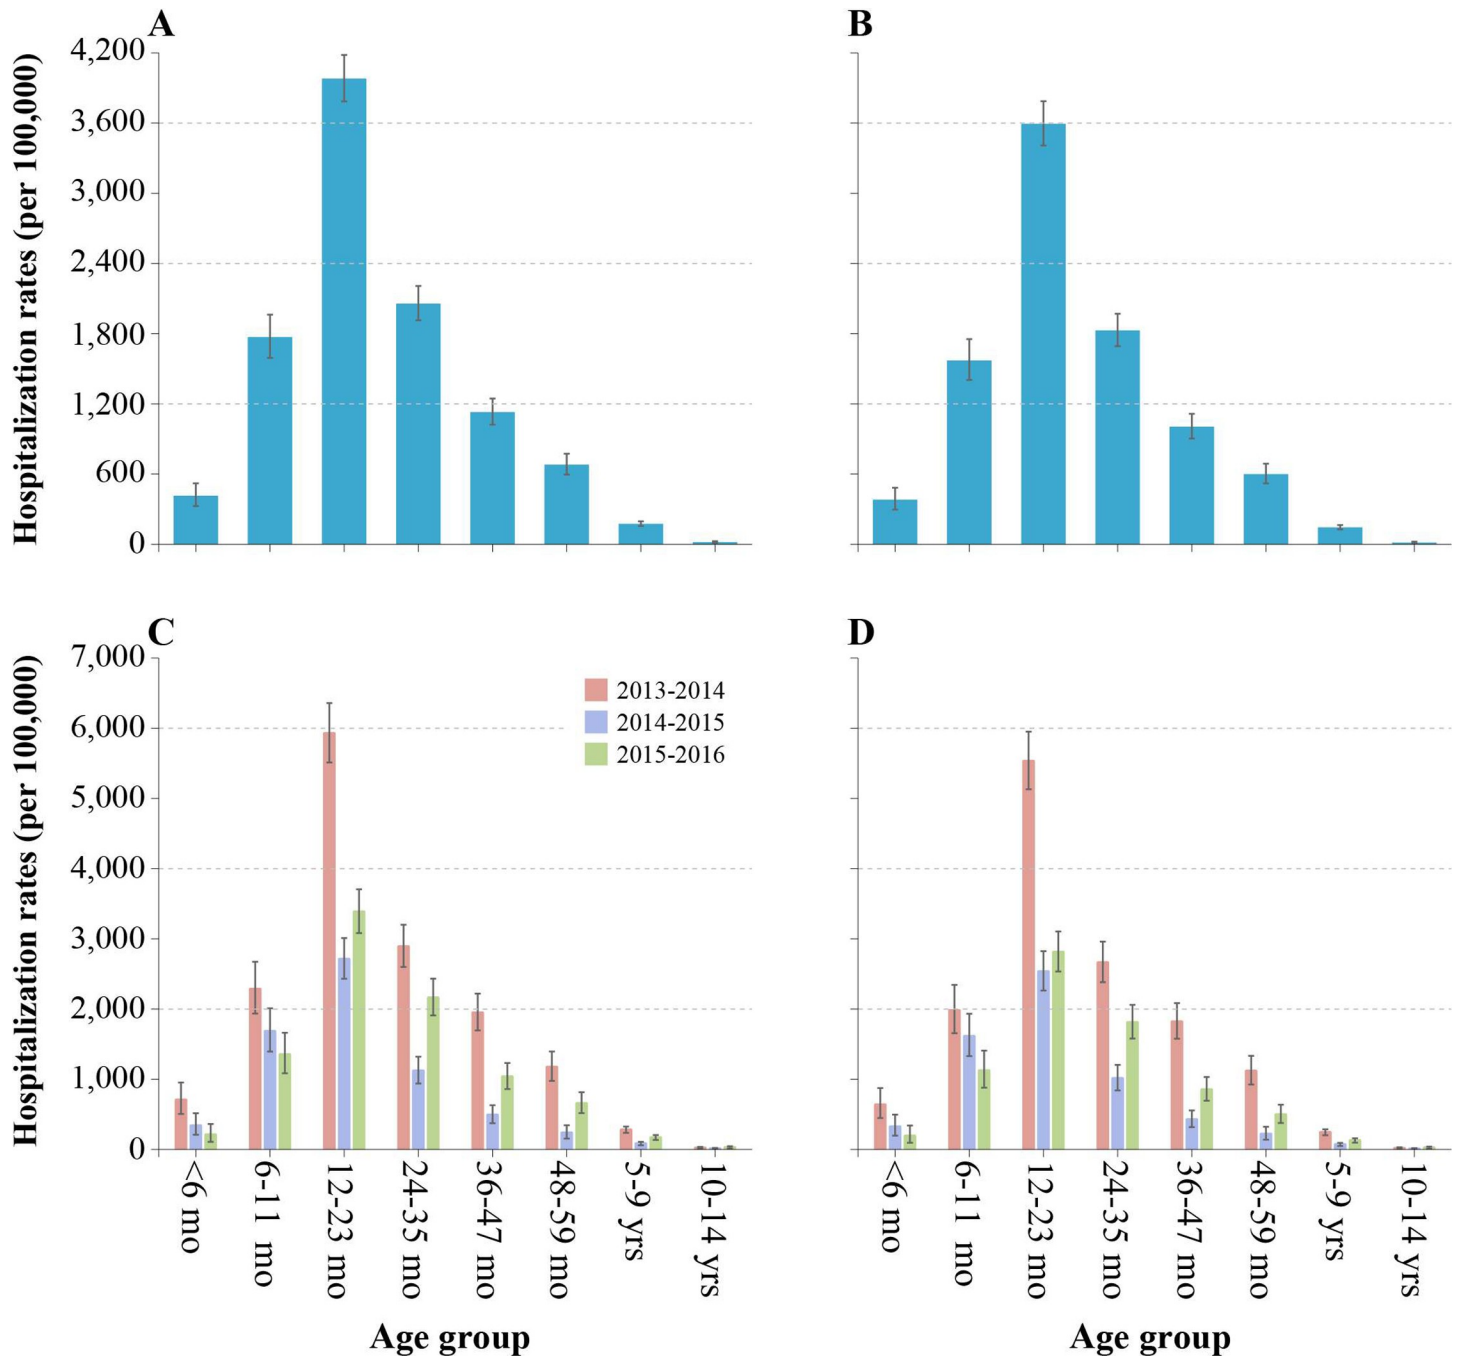 A
B
Hospitalization rates (per 100,000)
4,200
3,600
3,000
2,400
1,800
1,200
600
0
C
D
Hospitalization rates (per 100,000)
7,000
6,000
5,000
4,000
3,000
2,000
1,000
0
2013-2014
2014-2015
2015-2016
<6 mo
6-11 mo
12-23 mo
24-35 mo
36-47 mo
48-59 mo
5-9 yrs
10-14 yrs
<6 mo
6-11 mo
12-23 mo
24-35 mo
36-47 mo
48-59 mo
5-9 yrs
10-14 yrs
Age group
Age group